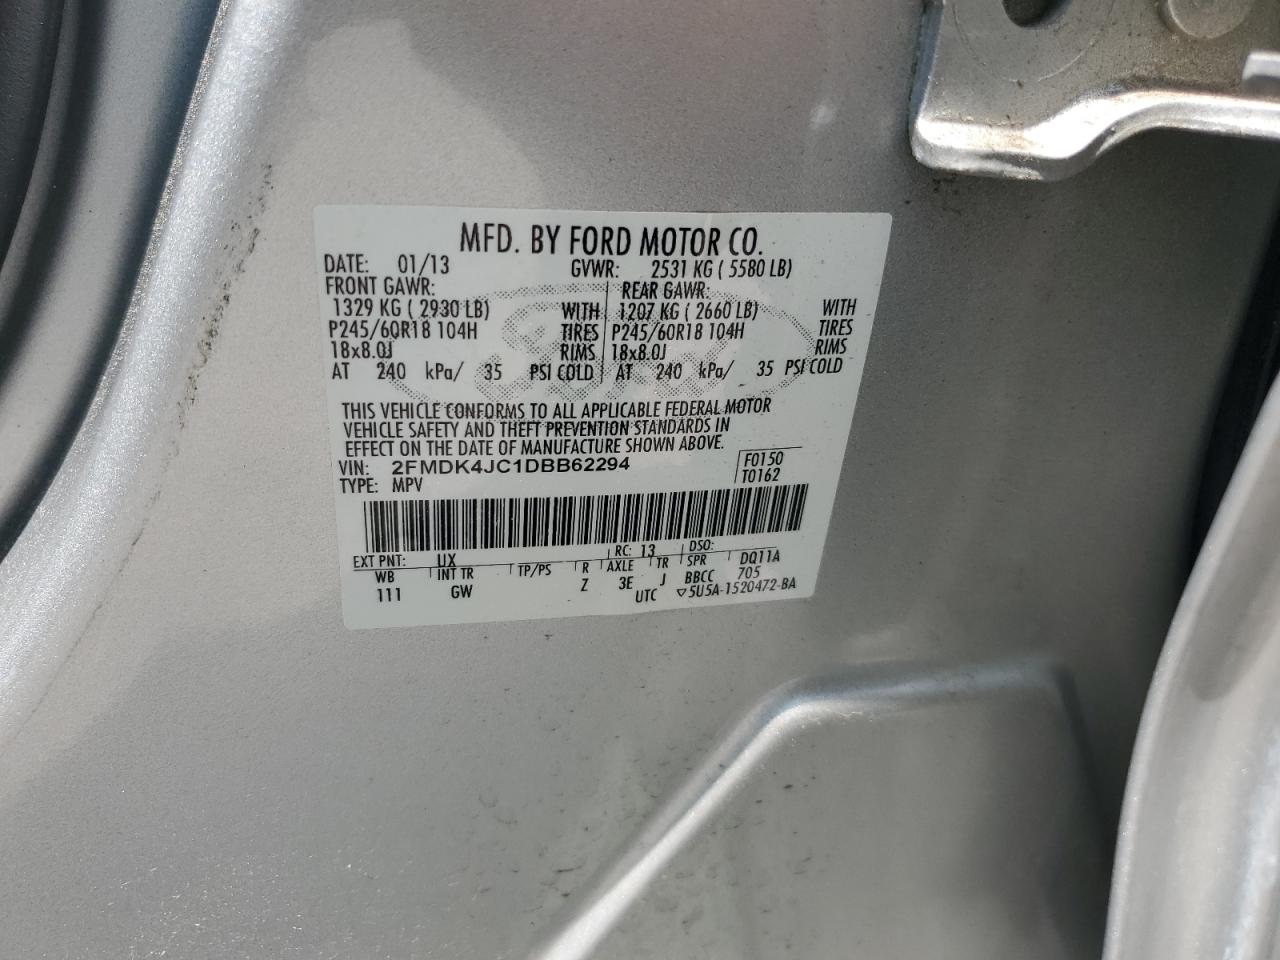 MFD. BY FORD MOTOR CO.
DATE: 01/13 GVWR: 2531 KG ( 5580 LB)
FRONT GAWR: REAR GAWR:
1329 KG ( 2930 LB) WITH 1207 KG ( 2660 LB) WITH
P245/60R18 104H TIRES P245/60R18 104H TIRES
18x8.0J RIMS 18x8.0J RIMS
AT 240 kPa/ 35 PSI COLD AT 240 kPa/ 35 PSI COLD
THIS VEHICLE CONFORMS TO ALL APPLICABLE FEDERAL MOTOR
VEHICLE SAFETY AND THEFT PREVENTION STANDARDS IN
EFFECT ON THE DATE OF MANUFACTURE SHOWN ABOVE.
VIN: 2FMDK4JC1DBB62294 F0150
TYPE: MPV T0162
EXT PNT: UX RC: 13 DSO:
WB INT TR TP/PS R AXLE TR SPR DQ11A
111 GW Z 3E J BBCC 705
UTC ▽5U5A-1520472-BA